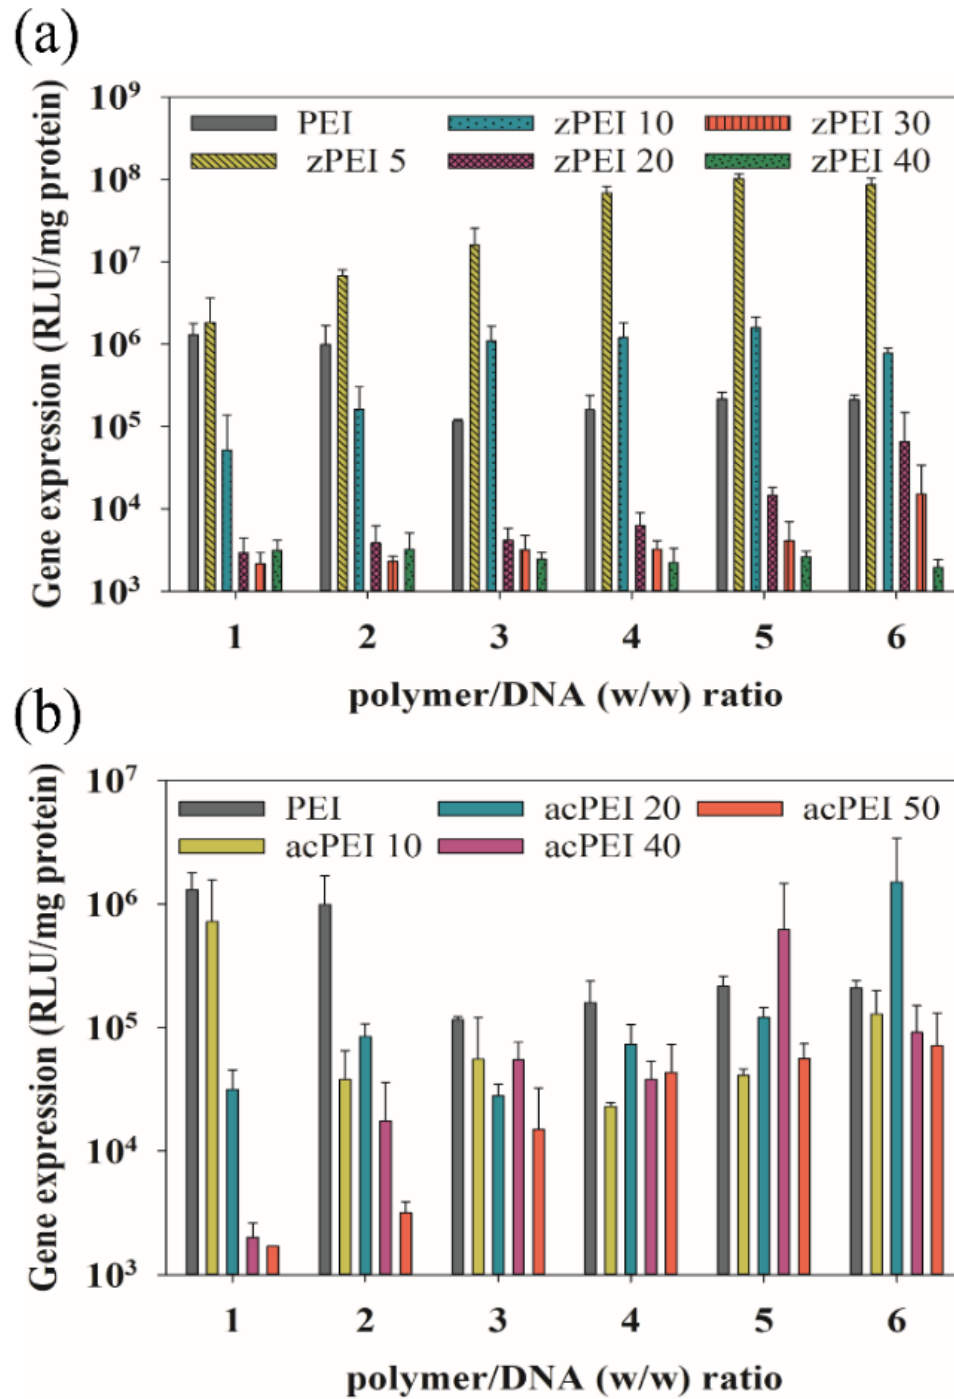 (a)
Gene expression (RLU/mg protein)
10⁹
10⁸
10⁷
10⁶
10⁵
10⁴
10³
PEI zPEI 10 zPEI 30
zPEI 5 zPEI 20 zPEI 40
1 2 3 4 5 6
polymer/DNA (w/w) ratio
(b)
Gene expression (RLU/mg protein)
10⁷
10⁶
10⁵
10⁴
10³
PEI acPEI 20 acPEI 50
acPEI 10 acPEI 40
1 2 3 4 5 6
polymer/DNA (w/w) ratio